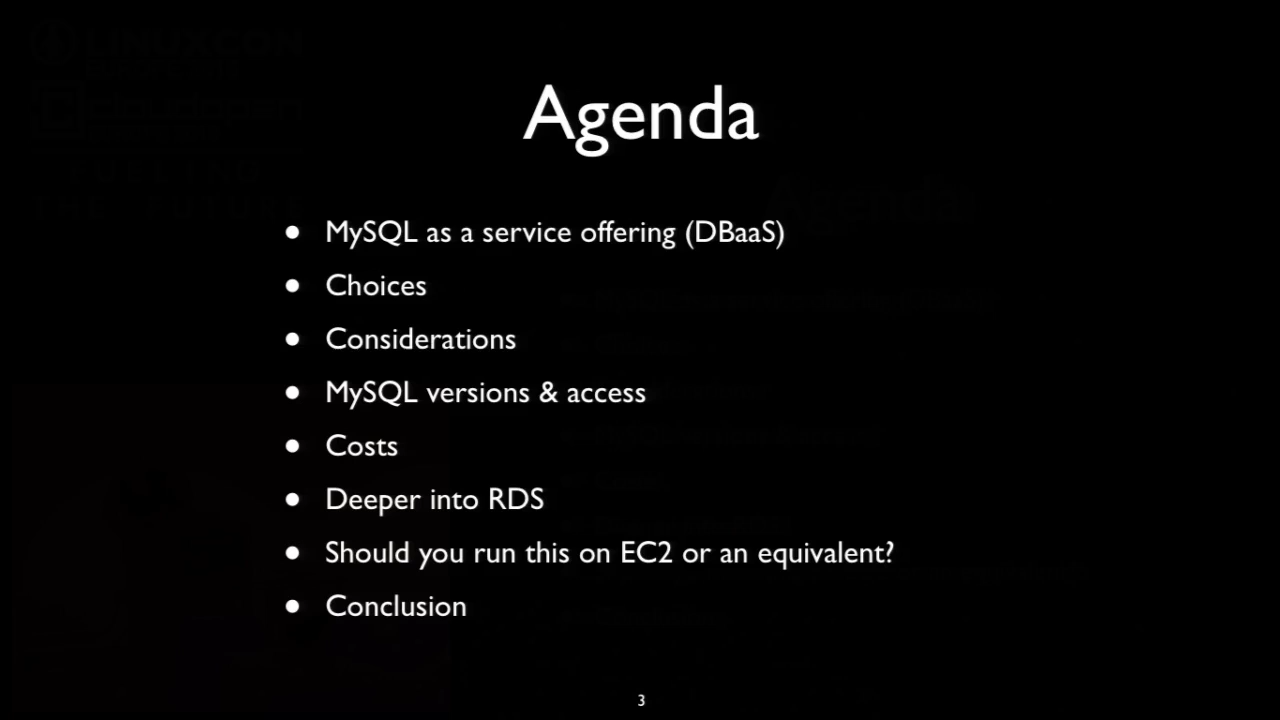 Agenda
• MySQL as a service offering (DBaaS)
• Choices
• Considerations
• MySQL versions & access
• Costs
• Deeper into RDS
• Should you run this on EC2 or an equivalent?
• Conclusion
3